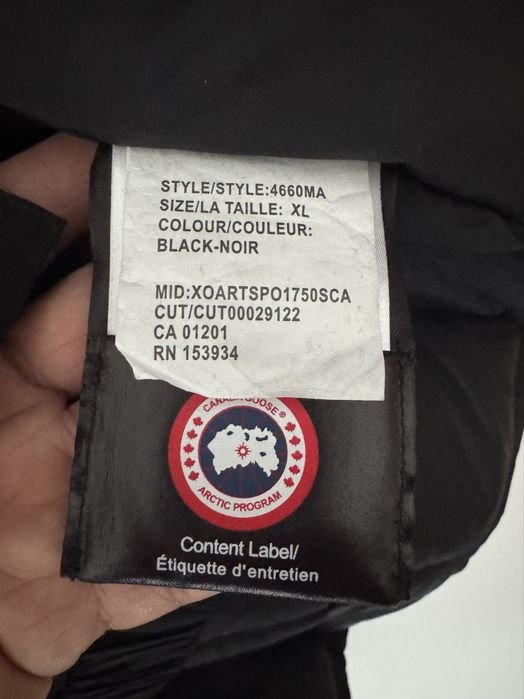 STYLE/STYLE:4660MA
SIZE/LA TAILLE: XL
COLOUR/COULEUR:
BLACK-NOIR
MID:XOARTSPO1750SCA
CUT/CUT00029122
CA 01201
RN 153934
CANADA GOOSE ®
ARCTIC PROGRAM
Content Label/
Étiquette d'entretien